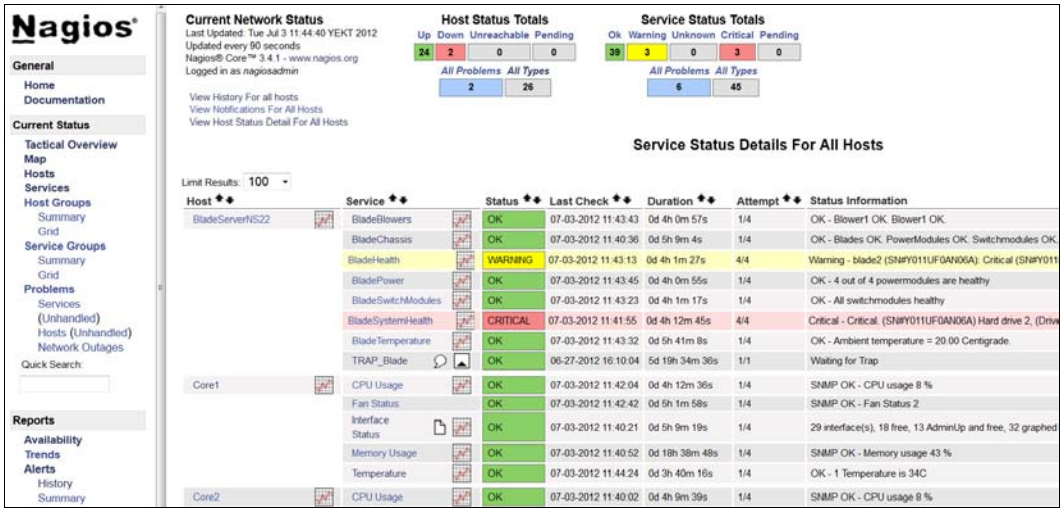 Nagios®
General
Home
Documentation
Current Status
Tactical Overview
Map
Hosts
Services
Host Groups
Summary
Grid
Service Groups
Summary
Grid
Problems
Services
(Unhandled)
Hosts (Unhandled)
Network Outages
Quick Search:
Reports
Availability
Trends
Alerts
History
Summary
Current Network Status
Last Updated: Tue Jul 3 11:44:40 YEKT 2012
Updated every 90 seconds
Nagios® Core™ 3.4.1 - www.nagios.org
Logged in as nagiosadmin
View History For all hosts
View Notifications For All Hosts
View Host Status Detail For All Hosts
Host Status Totals
Up Down Unreachable Pending
24 2 0 0
All Problems All Types
2 26
Service Status Totals
Ok Warning Unknown Critical Pending
39 3 0 3 0
All Problems All Types
6 45
Service Status Details For All Hosts
Limit Results: 100
Host Service Status Last Check Duration Attempt Status Information
BladeServerNS22 BladeBlowers OK 07-03-2012 11:43:43 0d 4h 0m 57s 1/4 OK - Blower1 OK. Blower1 OK.
BladeChassis OK 07-03-2012 11:40:36 0d 5h 9m 4s 1/4 OK - Blades OK. PowerModules OK. Switchmodules OK.
BladeHealth WARNING 07-03-2012 11:43:13 0d 4h 1m 27s 4/4 Warning - blade2 (SN#Y011UF0AN06A): Critical (SN#Y011
BladePower OK 07-03-2012 11:43:45 0d 4h 0m 55s 1/4 OK - 4 out of 4 powermodules are healthy
BladeSwitchModules OK 07-03-2012 11:43:23 0d 4h 1m 17s 1/4 OK - All switchmodules healthy
BladeSystemHealth CRITICAL 07-03-2012 11:41:55 0d 4h 12m 45s 4/4 Critical - Critical. (SN#Y011UF0AN06A) Hard drive 2, (Drive
BladeTemperature OK 07-03-2012 11:43:32 0d 5h 41m 8s 1/4 OK - Ambient temperature = 20.00 Centigrade.
TRAP_Blade OK 06-27-2012 16:10:04 5d 19h 34m 36s 1/1 Waiting for Trap
Core1 CPU Usage OK 07-03-2012 11:42:04 0d 4h 12m 36s 1/4 SNMP OK - CPU usage 8 %
Fan Status OK 07-03-2012 11:42:42 0d 5h 1m 58s 1/4 SNMP OK - Fan Status 2
Interface
Status OK 07-03-2012 11:40:21 0d 5h 9m 19s 1/4 29 interface(s), 18 free, 13 AdminUp and free, 32 graphed
Memory Usage OK 07-03-2012 11:40:52 0d 18h 38m 48s 1/4 SNMP OK - Memory usage 43 %
Temperature OK 07-03-2012 11:44:24 0d 3h 40m 16s 1/4 OK - 1 Temperature is 34C
Core2 CPU Usage OK 07-03-2012 11:40:02 0d 4h 9m 39s 1/4 SNMP OK - CPU usage 8 %